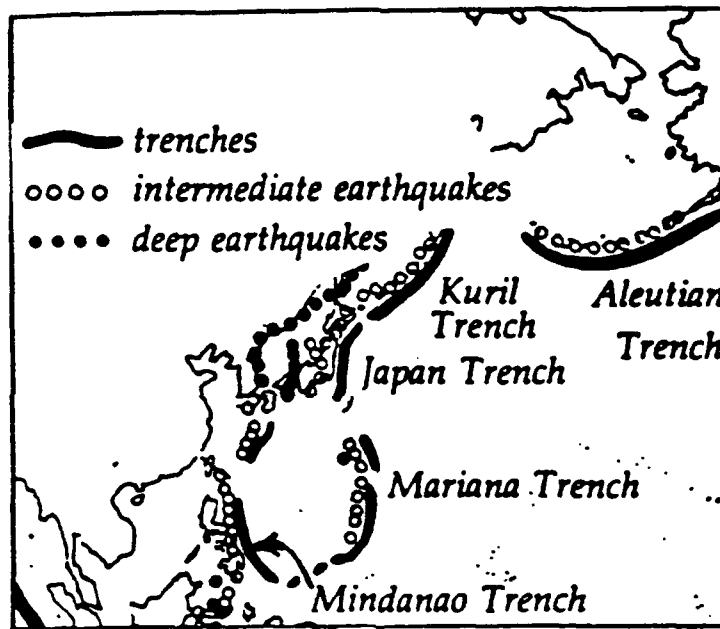 trenches
intermediate earthquakes
deep earthquakes
Kuril
Trench
Aleutian
Trench
Japan Trench
Mariana Trench
Mindanao Trench